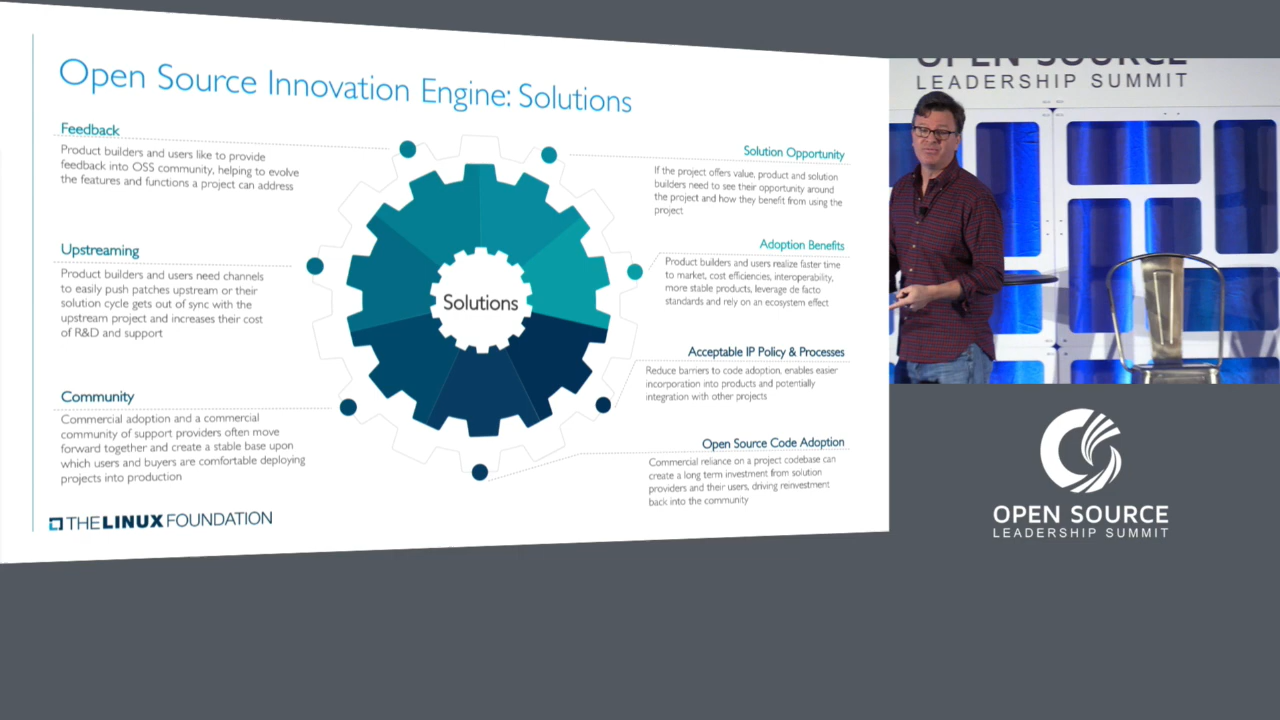 Open Source Innovation Engine: Solutions
Feedback
Product builders and users like to provide
feedback into OSS community, helping to evolve
the features and functions a project can address
Upstreaming
Product builders and users need channels
to easily push patches upstream or their
solution cycle gets out of sync with the
upstream project and increases their cost
of R&D and support
Community
Commercial adoption and a commercial
community of support providers often move
forward together and create a stable base upon
which users and buyers are comfortable deploying
projects into production
Solutions
Solution Opportunity
If the project offers value, product and solution
builders need to see their opportunity around
the project and how they benefit from using the
project
Adoption Benefits
Product builders and users realize faster time
to market, cost efficiencies, interoperability,
more stable products, leverage de facto
standards and rely on an ecosystem effect
Acceptable IP Policy & Processes
Reduce barriers to code adoption, enables easier
incorporation into products and potentially
integration with other projects
Open Source Code Adoption
Commercial reliance on a project codebase can
create a long term investment from solution
providers and their users, driving reinvestment
back into the community
THE LINUX FOUNDATION
OPEN SOURCE
LEADERSHIP SUMMIT
OPEN SOURCE
LEADERSHIP SUMMIT